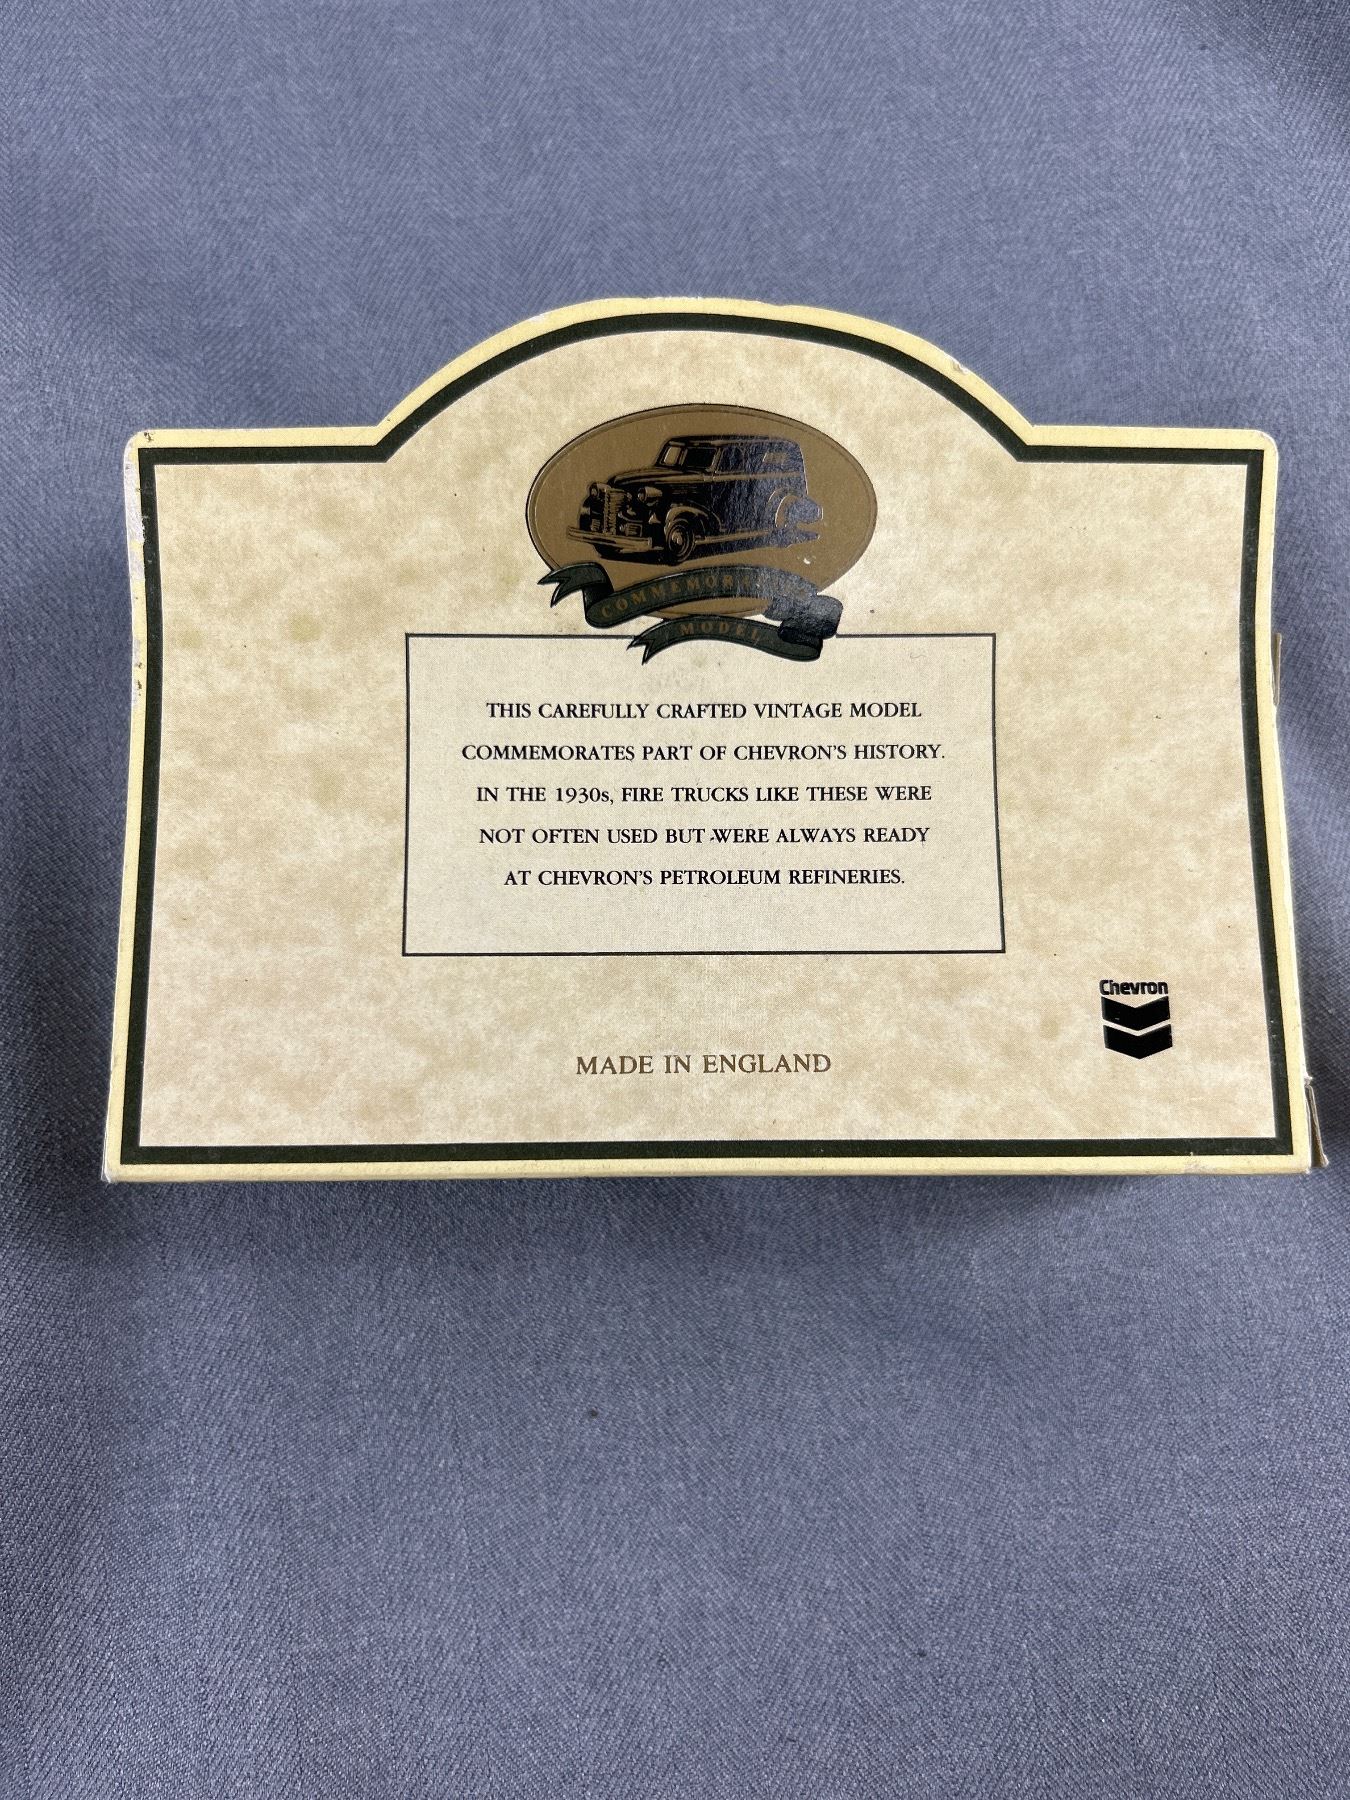 COMMEMORATIVE
MODEL
THIS CAREFULLY CRAFTED VINTAGE MODEL
COMMEMORATES PART OF CHEVRON'S HISTORY.
IN THE 1930s, FIRE TRUCKS LIKE THESE WERE
NOT OFTEN USED BUT WERE ALWAYS READY
AT CHEVRON'S PETROLEUM REFINERIES.
Chevron
MADE IN ENGLAND